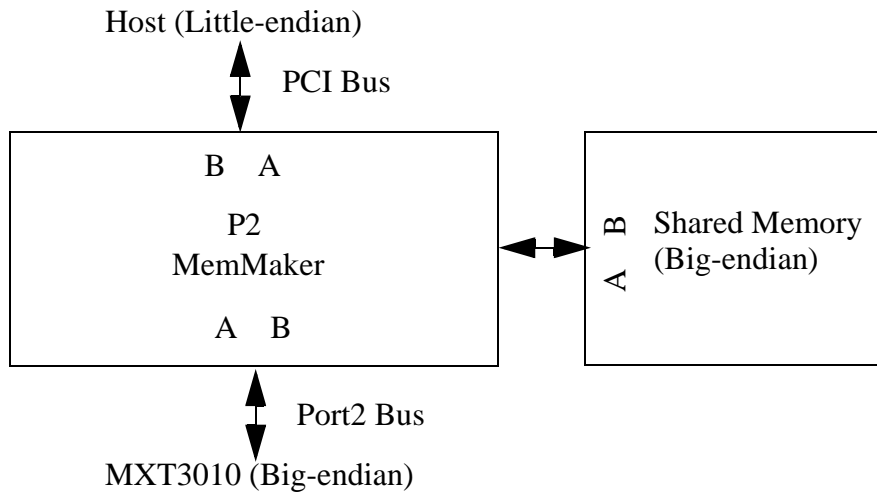 Host (Little-endian)
PCI Bus
B A
P2
MemMaker
A B
A B
Shared Memory
(Big-endian)
Port2 Bus
MXT3010 (Big-endian)